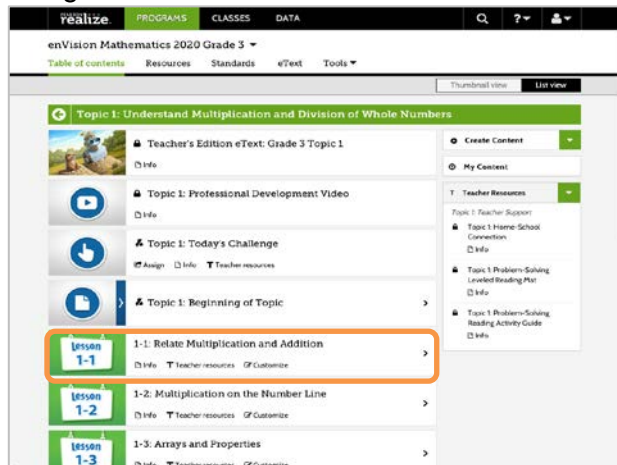 realize.
PROGRAMS CLASSES DATA
?
enVision Mathematics 2020 Grade 3
Table of contents Resources Standards eText Tools
Thumbnail view List view
Topic 1: Understand Multiplication and Division of Whole Numbers
Teacher's Edition eText: Grade 3 Topic 1
Info
Topic 1: Professional Development Video
Info
Topic 1: Today's Challenge
Assign Info T Teacher resources
Topic 1: Beginning of Topic
Lesson
1-1
1-1: Relate Multiplication and Addition
Info T Teacher resources Customize
Lesson
1-2
1-2: Multiplication on the Number Line
Info T Teacher resources Customize
Lesson
1-3
1-3: Arrays and Properties
Info T Teacher resources Customize
Create Content
My Content
T Teacher Resources
Topic 1: Teacher Support
Topic 1: Home-School
Connection
Info
Topic 1: Problem-Solving
Leveled Reading Mat
Info
Topic 1: Problem-Solving
Reading Activity Guide
Info